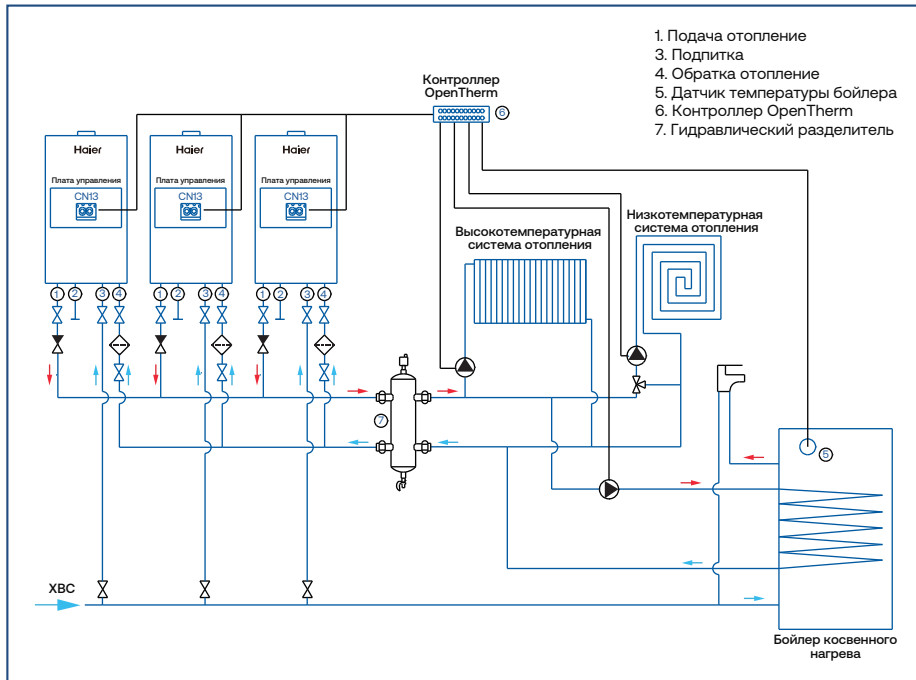 1. Подача отопление
3. Подпитка
4. Обратка отопление
5. Датчик температуры бойлера
6. Контроллер OpenTherm
7. Гидравлический разделитель
Контроллер
OpenTherm
6
Haier
Haier
Haier
Плата управления
Плата управления
Плата управления
CN13
CN13
CN13
Высокотемпературная
система отопления
Низкотемпературная
система отопления
1 2 3 4
1 2 3 4
1 2 3 4
7
5
ХВС
Бойлер косвенного
нагрева